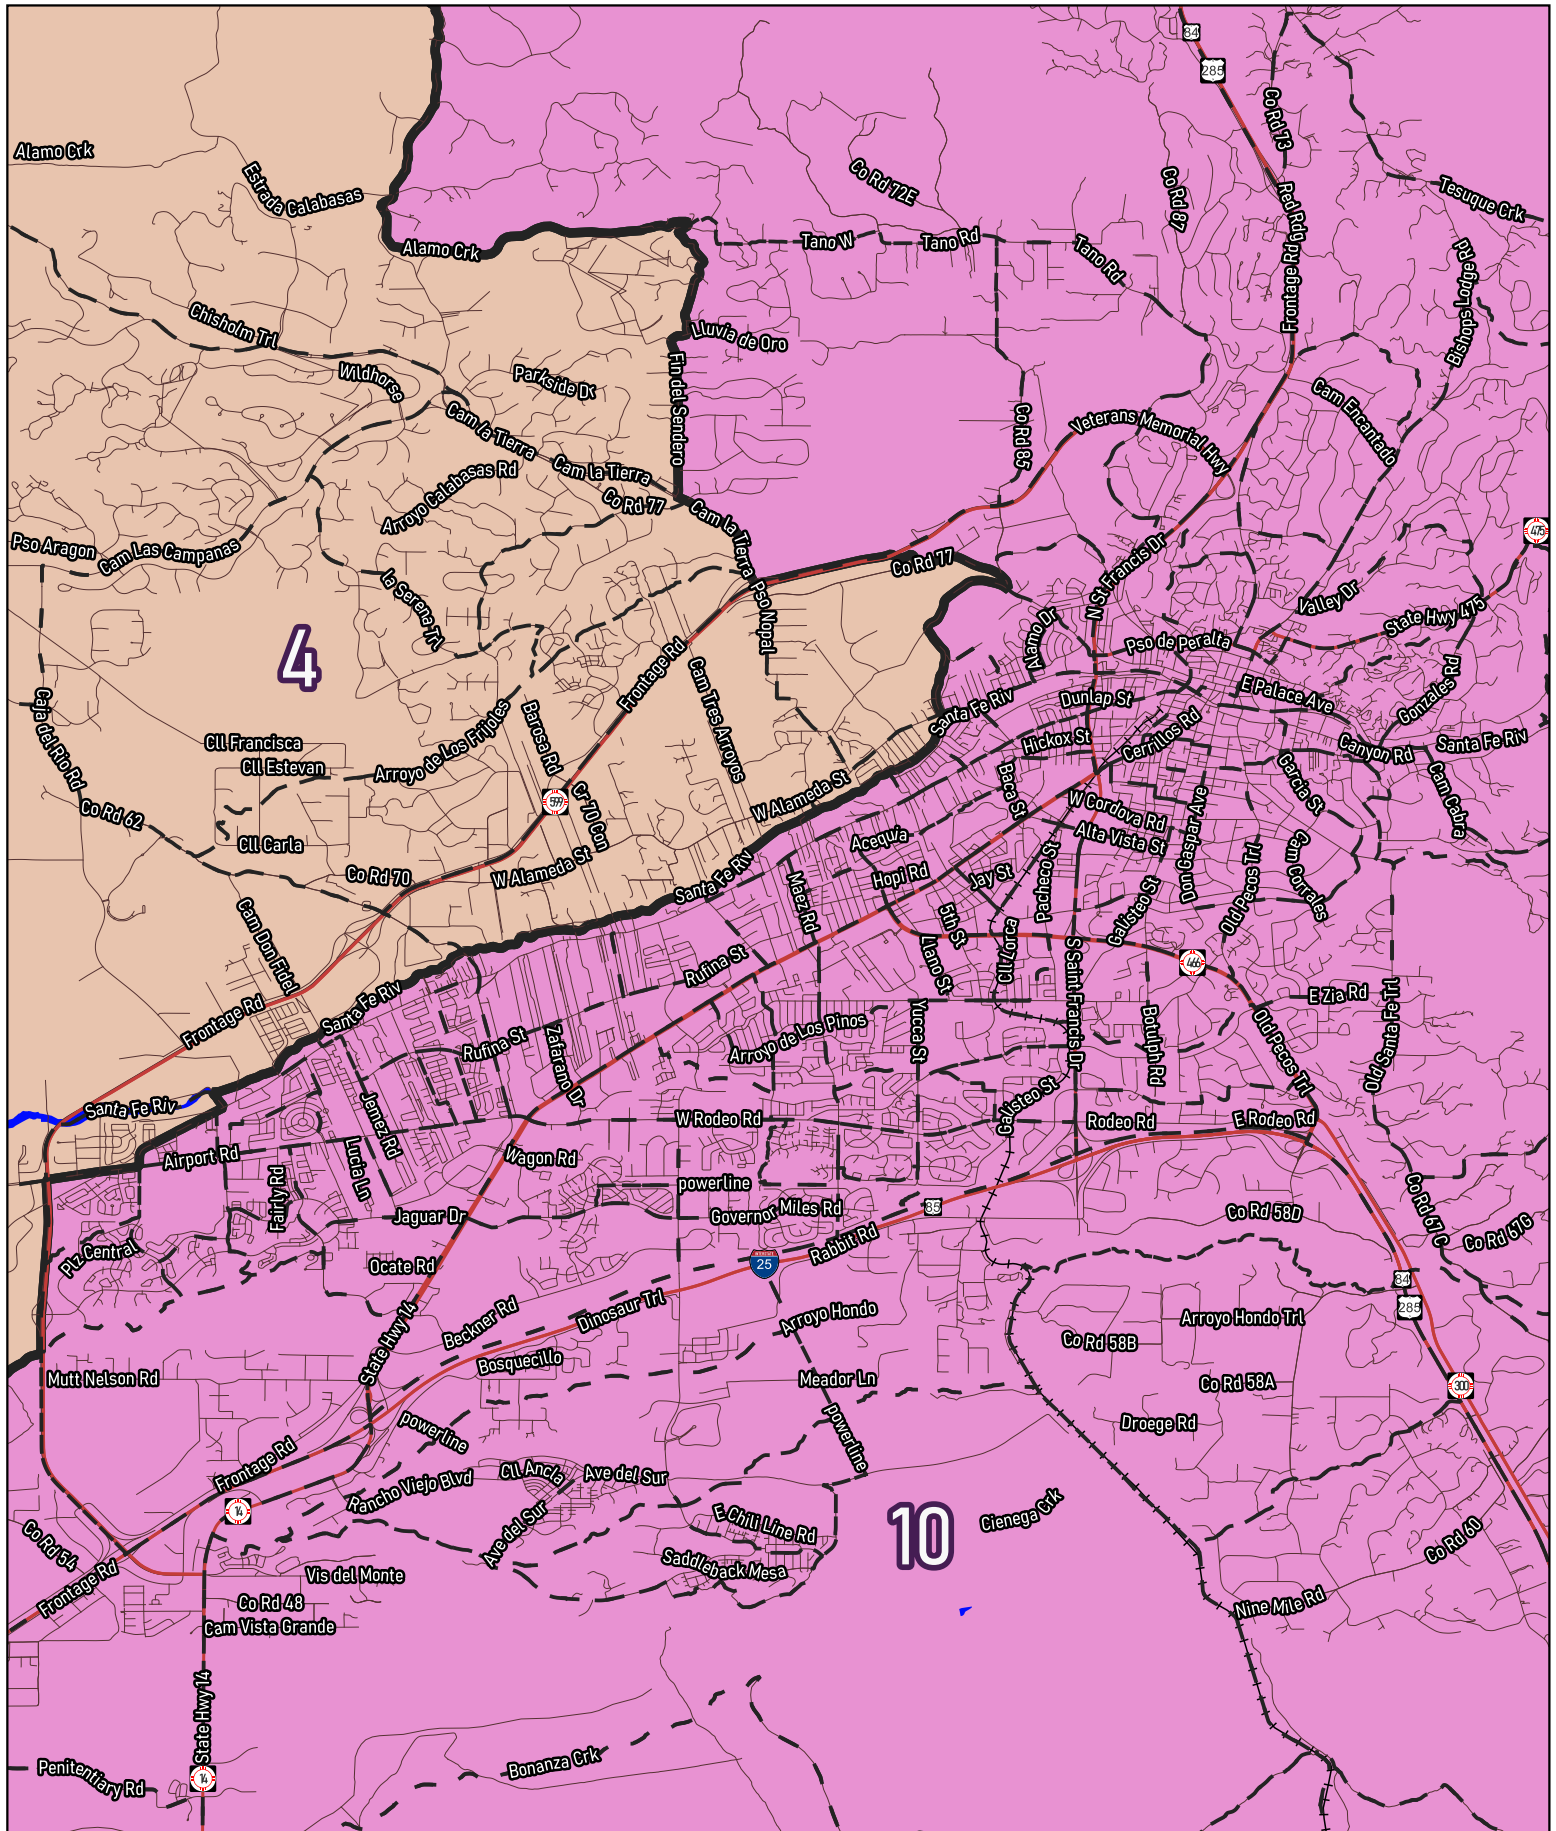 84
285
Co Rd 73
Alamo Crk
Estrada Calabasas
Co Rd 72E
Co Rd 87
Tesuque Crk
Red Rdg
Alamo Crk
Tano W
Tano Rd
Tano Rd
Frontage Rd
Bishops Lodge Rd
Chisholm Trl
Lluvia de Oro
Wildhorse
Parkside Dr
Fin del Sendero
Cam Encantado
Cam la Tierra
Cam la Tierra
Co Rd 85
Veterans Memorial Hwy
Arroyo Calabasas Rd
Co Rd 77
Cam la Tierra
475
Pso Aragon
Cam Las Campanas
Co Rd 77
N St Francis Dr
la Serena Trl
Pso Nopal
Valley Dr
State Hwy 475
Alamo Dr
Pso de Peralta
4
Frontage Rd
Cam Tres Arroyos
Santa Fe Riv
Dunlap St
E Palace Ave
Gonzales Rd
Caja del Rio Rd
Cll Francisca
Cll Estevan
Arroyo de Los Frijoles
Barosa Rd
Hickox St
Cerrillos Rd
Canyon Rd
Santa Fe Riv
599
Cr 70 Con
W Alameda St
Baca St
W Cordova Rd
Don Gaspar Ave
Garcia St
Cam Cabra
Co Rd 62
Cll Carla
Acequia
Alta Vista St
Co Rd 70
W Alameda St
Santa Fe Riv
Maez Rd
Hopi Rd
Jay St
Pacheco St
Galisteo St
Old Pecos Trl
Cam Corrales
Cam Don Fidel
5th St
Llano St
Cll Lorca
S Saint Francis Dr
466
Rufina St
E Zia Rd
Frontage Rd
Santa Fe Riv
Rufina St
Zafarano Dr
Arroyo de Los Pinos
Yucca St
Botulph Rd
Old Pecos Trl
Old Santa Fe Trl
Santa Fe Riv
Jemez Rd
W Rodeo Rd
Galisteo St
Rodeo Rd
E Rodeo Rd
Airport Rd
Lucia Ln
Wagon Rd
Fairly Rd
powerline
Jaguar Dr
Governor Miles Rd
85
Co Rd 58D
Co Rd 67 C
Co Rd 67G
Plz Central
Ocate Rd
25
Rabbit Rd
84
285
State Hwy 14
Beckner Rd
Dinosaur Trl
Arroyo Hondo
Arroyo Hondo Trl
Co Rd 58B
Bosquecillo
Mutt Nelson Rd
Meador Ln
Co Rd 58A
300
Droege Rd
powerline
powerline
Frontage Rd
Rancho Viejo Blvd
Cll Ancla
Ave del Sur
14
Ave del Sur
E Chili Line Rd
10
Cienega Crk
Co Rd 54
Frontage Rd
Vis del Monte
Saddleback Mesa
Co Rd 60
Co Rd 48
Cam Vista Grande
Nine Mile Rd
State Hwy 14
Bonanza Crk
Penitentiary Rd
14